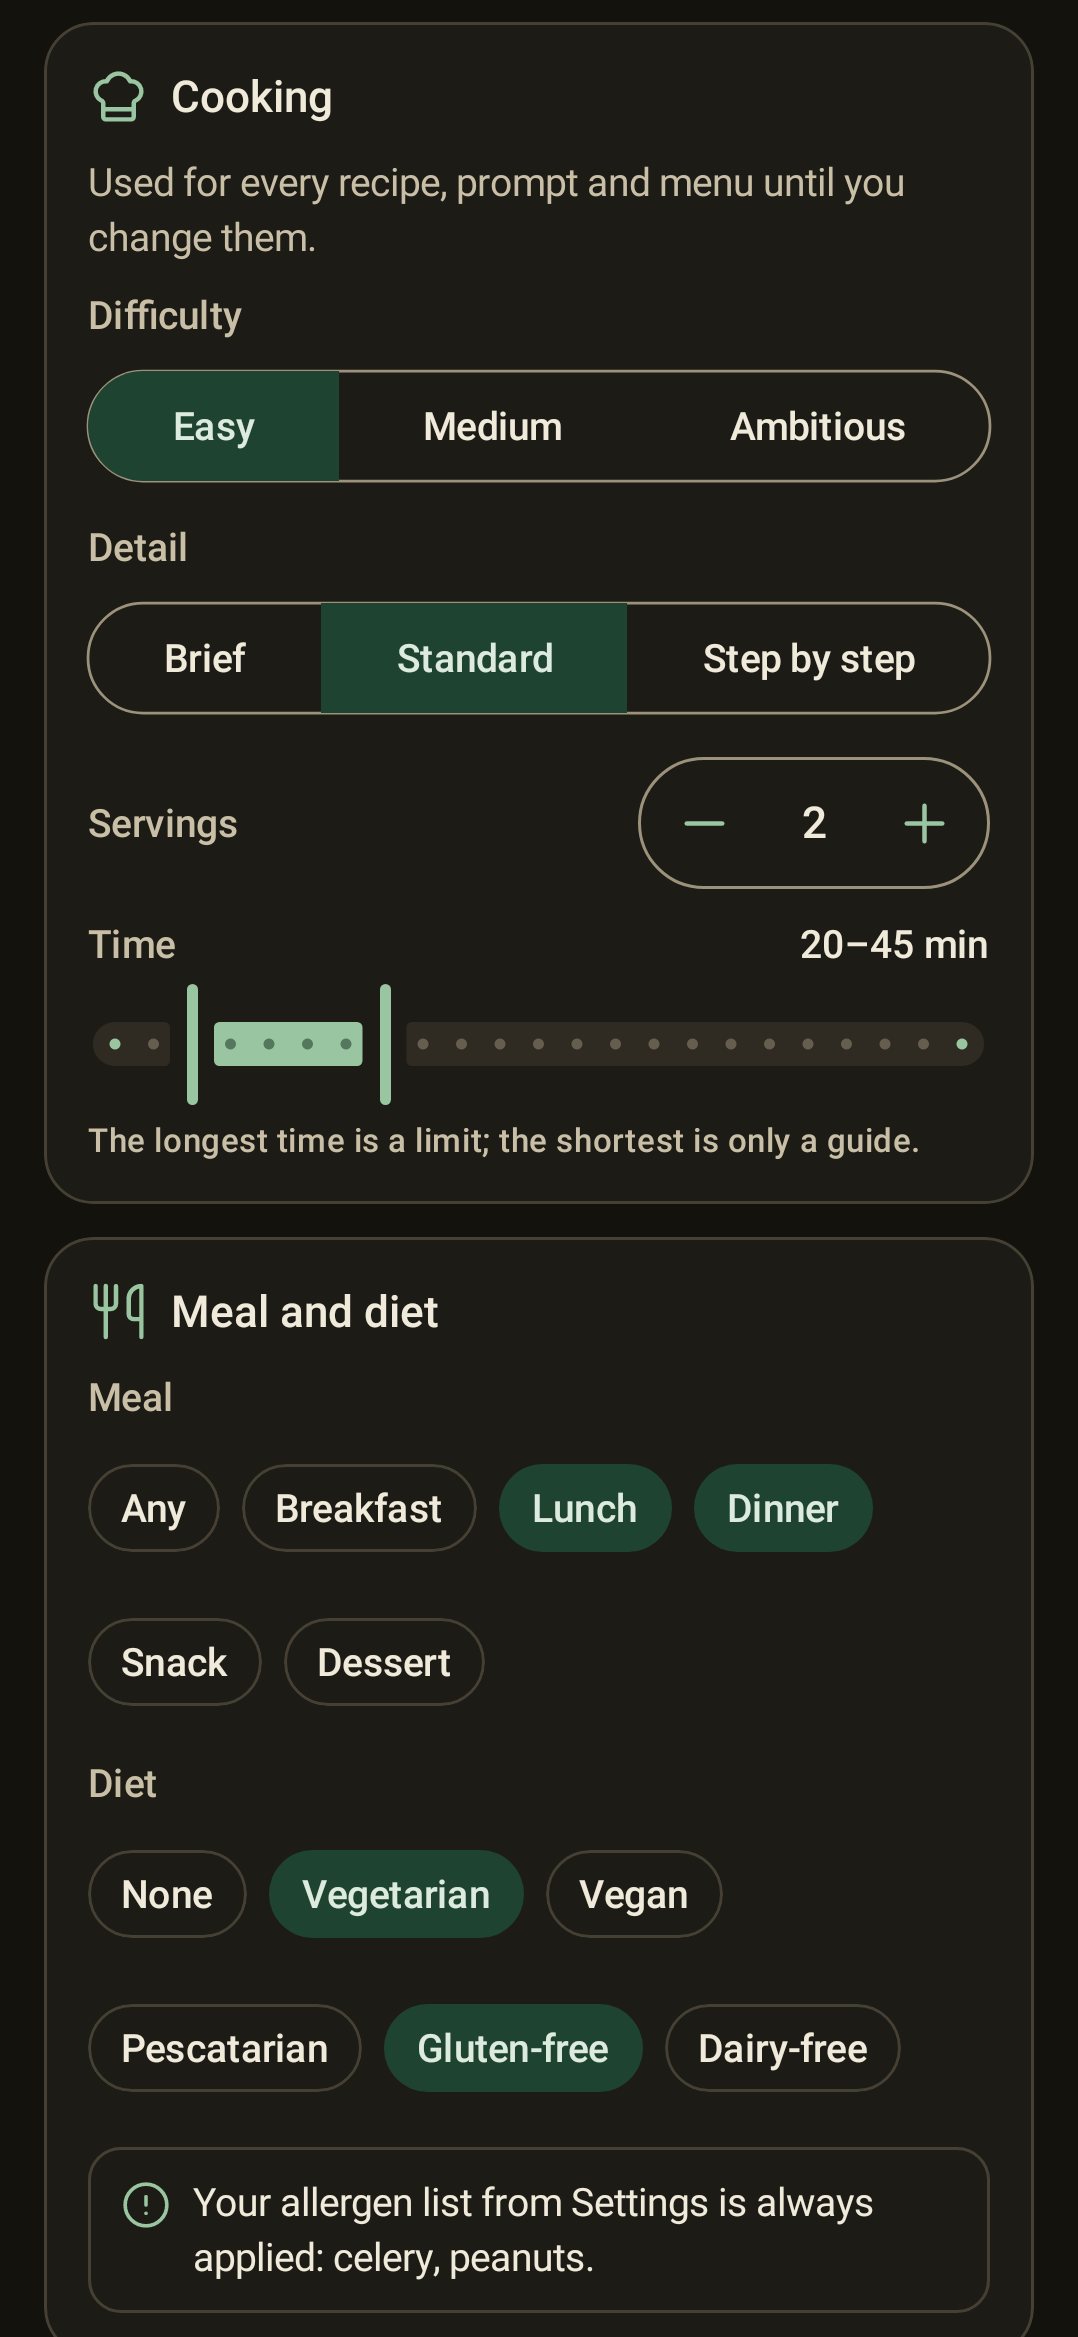 Cooking
Used for every recipe, prompt and menu until you
change them.
Difficulty
Easy Medium Ambitious
Detail
Brief Standard Step by step
Servings 2
Time 20–45 min
The longest time is a limit; the shortest is only a guide.
Meal and diet
Meal
Any Breakfast Lunch Dinner
Snack Dessert
Diet
None Vegetarian Vegan
Pescatarian Gluten-free Dairy-free
Your allergen list from Settings is always
applied: celery, peanuts.